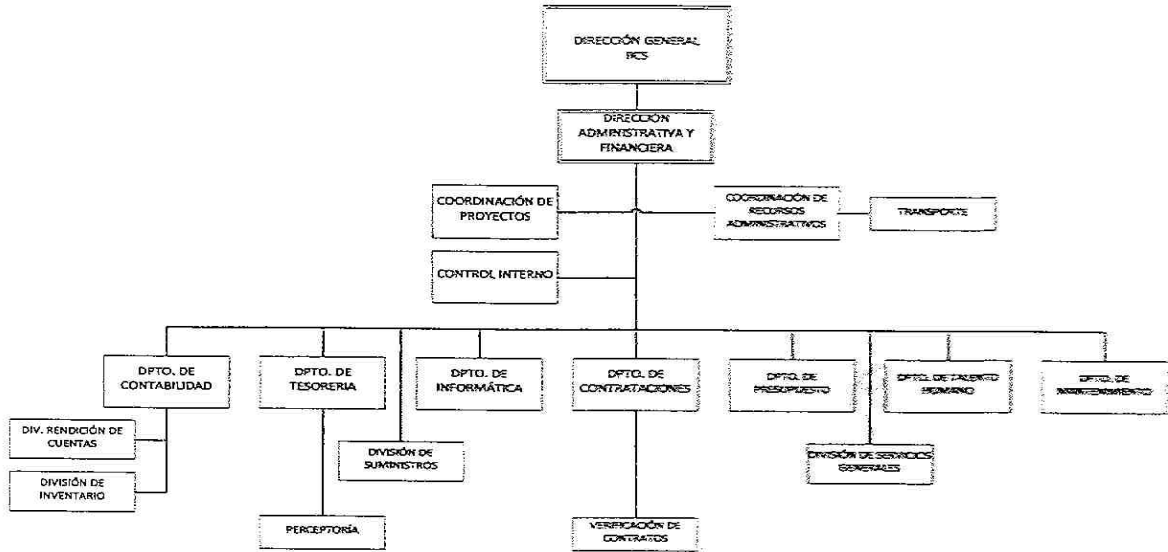 DIRECCIÓN GENERAL
IICS
DIRECCIÓN
ADMINISTRATIVA Y
FINANCIERA
COORDINACIÓN DE
PROYECTOS
COORDINACIÓN DE
RECURSOS
ADMINISTRATIVOS
TRANSPORTE
CONTROL INTERNO
DPTO. DE
CONTABILIDAD
DPTO. DE
TESORERIA
DPTO. DE
INFORMÁTICA
DPTO. DE
CONTRATACIONES
DPTO. DE
PRESUPUESTO
DPTO. DE TALENTO
HUMANO
DPTO. DE
MANTENIMIENTO
DIV. RENDICIÓN DE
CUENTAS
DIVISIÓN DE
SUMINISTROS
DIVISIÓN DE SERVICIOS
GENERALES
DIVISIÓN DE
INVENTARIO
PERCEPTORÍA
VERIFICACIÓN DE
CONTRATOS